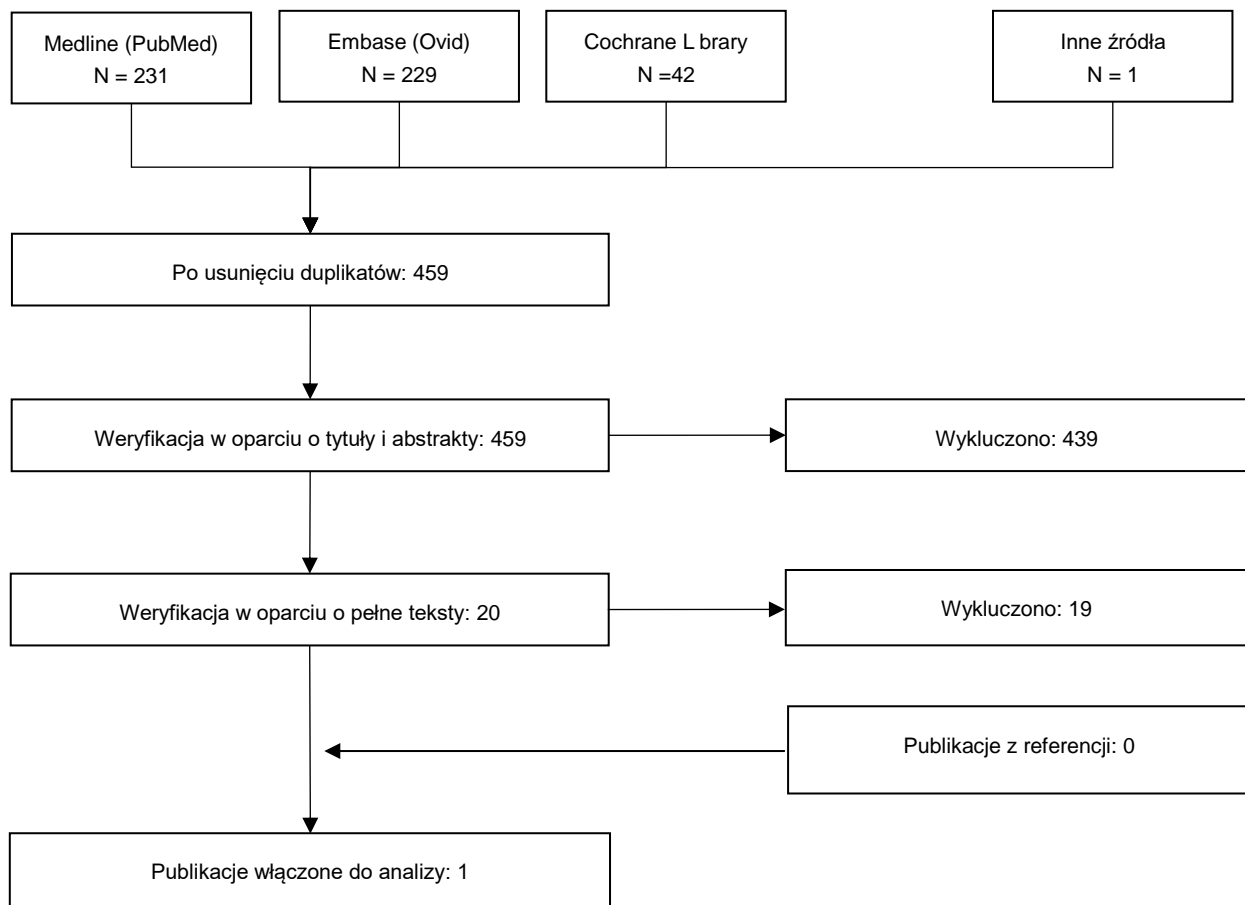 Medline (PubMed)
N = 231
Embase (Ovid)
N = 229
Cochrane L brary
N =42
Inne źródła
N = 1
Po usunięciu duplikatów: 459
Weryfikacja w oparciu o tytuły i abstrakty: 459
Wykluczono: 439
Weryfikacja w oparciu o pełne teksty: 20
Wykluczono: 19
Publikacje z referencji: 0
Publikacje włączone do analizy: 1